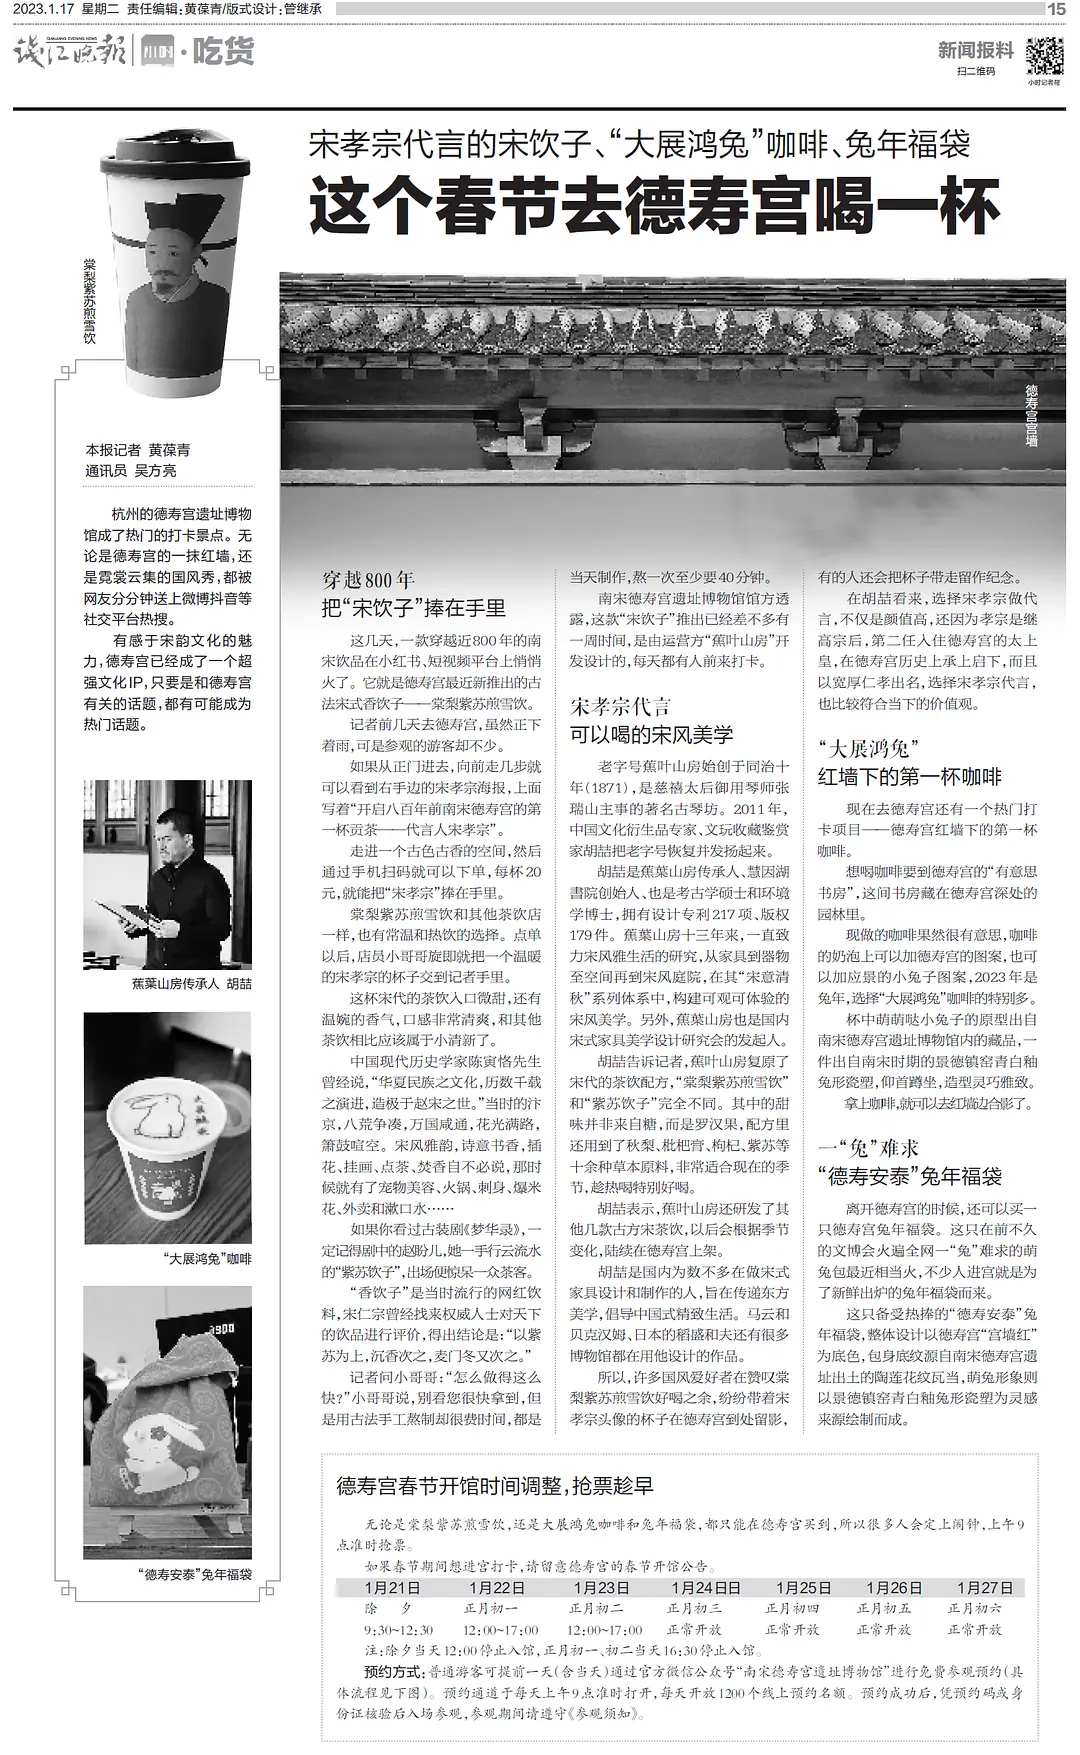 2023.1.17 星期二 责任编辑:黄葆青/版式设计:管继承
15
钱江晚报
QIANJIANG EVENING NEWS
·吃货
新闻报料
扫二维码
小时记者帮
宋孝宗代言的宋饮子、“大展鸿兔”咖啡、兔年福袋
这个春节去德寿宫喝一杯
棠梨紫苏煎雪饮
德寿宫宫墙
本报记者 黄葆青
通讯员 吴方亮
杭州的德寿宫遗址博物
馆成了热门的打卡景点。无
论是德寿宫的一抹红墙,还
是霓裳云集的国风秀,都被
网友分分钟送上微博抖音等
社交平台热搜。
有感于宋韵文化的魅
力,德寿宫已经成了一个超
强文化IP,只要是和德寿宫
有关的话题,都有可能成为
热门话题。
蕉葉山房传承人 胡喆
“大展鸿兔”咖啡
“德寿安泰”兔年福袋
穿越800年
把“宋饮子”捧在手里
这几天,一款穿越近800年的南
宋饮品在小红书、短视频平台上悄悄
火了。它就是德寿宫最近新推出的古
法宋式香饮子——棠梨紫苏煎雪饮。
记者前几天去德寿宫,虽然正下
着雨,可是参观的游客却不少。
如果从正门进去,向前走几步就
可以看到右手边的宋孝宗海报,上面
写着“开启八百年前南宋德寿宫的第
一杯贡茶——代言人宋孝宗”。
走进一个古色古香的空间,然后
通过手机扫码就可以下单,每杯20
元,就能把“宋孝宗”捧在手里。
棠梨紫苏煎雪饮和其他茶饮店
一样,也有常温和热饮的选择。点单
以后,店员小哥哥旋即就把一个温暖
的宋孝宗的杯子交到记者手里。
这杯宋代的茶饮入口微甜,还有
温婉的香气,口感非常清爽,和其他
茶饮相比应该属于小清新了。
中国现代历史学家陈寅恪先生
曾经说,“华夏民族之文化,历数千载
之演进,造极于赵宋之世。”当时的汴
京,八荒争凑,万国咸通,花光满路,
箫鼓喧空。宋风雅韵,诗意书香,插
花、挂画、点茶、焚香自不必说,那时
候就有了宠物美容、火锅、刺身、爆米
花、外卖和漱口水……
如果你看过古装剧《梦华录》,一
定记得剧中的赵盼儿,她一手行云流水
的“紫苏饮子”,出场便惊呆一众茶客。
“香饮子”是当时流行的网红饮
料,宋仁宗曾经找来权威人士对天下
的饮品进行评价,得出结论是:“以紫
苏为上,沉香次之,麦门冬又次之。”
记者问小哥哥:“怎么做得这么
快?”小哥哥说,别看您很快拿到,但
是用古法手工熬制却很费时间,都是
当天制作,熬一次至少要40分钟。
南宋德寿宫遗址博物馆馆方透
露,这款“宋饮子”推出已经差不多有
一周时间,是由运营方“蕉叶山房”开
发设计的,每天都有人前来打卡。
宋孝宗代言
可以喝的宋风美学
老字号蕉叶山房始创于同治十
年(1871),是慈禧太后御用琴师张
瑞山主事的著名古琴坊。2011年,
中国文化衍生品专家、文玩收藏鉴赏
家胡喆把老字号恢复并发扬起来。
胡喆是蕉葉山房传承人、慧因湖
書院创始人、也是考古学硕士和环境
学博士,拥有设计专利217项、版权
179件。蕉葉山房十三年来,一直致
力宋风雅生活的研究,从家具到器物
至空间再到宋风庭院,在其“宋意清
秋”系列体系中,构建可观可体验的
宋风美学。另外,蕉葉山房也是国内
宋式家具美学设计研究会的发起人。
胡喆告诉记者,蕉叶山房复原了
宋代的茶饮配方,“棠梨紫苏煎雪饮”
和“紫苏饮子”完全不同。其中的甜
味并非来自糖,而是罗汉果,配方里
还用到了秋梨、枇杷膏、枸杞、紫苏等
十余种草本原料,非常适合现在的季
节,趁热喝特别好喝。
胡喆表示,蕉叶山房还研发了其
他几款古方宋茶饮,以后会根据季节
变化,陆续在德寿宫上架。
胡喆是国内为数不多在做宋式
家具设计和制作的人,旨在传递东方
美学,倡导中国式精致生活。马云和
贝克汉姆、日本的稻盛和夫还有很多
博物馆都在用他设计的作品。
所以,许多国风爱好者在赞叹棠
梨紫苏煎雪饮好喝之余,纷纷带着宋
孝宗头像的杯子在德寿宫到处留影,
有的人还会把杯子带走留作纪念。
在胡喆看来,选择宋孝宗做代
言,不仅是颜值高,还因为孝宗是继
高宗后,第二任入住德寿宫的太上
皇,在德寿宫历史上承上启下,而且
以宽厚仁孝出名,选择宋孝宗代言,
也比较符合当下的价值观。
“大展鸿兔”
红墙下的第一杯咖啡
现在去德寿宫还有一个热门打
卡项目——德寿宫红墙下的第一杯
咖啡。
想喝咖啡要到德寿宫的“有意思
书房”,这间书房藏在德寿宫深处的
园林里。
现做的咖啡果然很有意思,咖啡
的奶泡上可以加德寿宫的图案,也可
以加应景的小兔子图案,2023年是
兔年,选择“大展鸿兔”咖啡的特别多。
杯中萌萌哒小兔子的原型出自
南宋德寿宫遗址博物馆内的藏品,一
件出自南宋时期的景德镇窑青白釉
兔形瓷塑,仰首蹲坐,造型灵巧雅致。
拿上咖啡,就可以去红墙边合影了。
一“兔”难求
“德寿安泰”兔年福袋
离开德寿宫的时候,还可以买一
只德寿宫兔年福袋。这只在前不久
的文博会火遍全网一“兔”难求的萌
兔包最近相当火,不少人进宫就是为
了新鲜出炉的兔年福袋而来。
这只备受热捧的“德寿安泰”兔
年福袋,整体设计以德寿宫“宫墙红”
为底色,包身底纹源自南宋德寿宫遗
址出土的陶莲花纹瓦当,萌兔形象则
以景德镇窑青白釉兔形瓷塑为灵感
来源绘制而成。
德寿宫春节开馆时间调整,抢票趁早
无论是棠梨紫苏煎雪饮,还是大展鸿兔咖啡和兔年福袋,都只能在德寿宫买到,所以很多人会定上闹钟,上午9
点准时抢票。
如果春节期间想进宫打卡,请留意德寿宫的春节开馆公告。
1月21日 1月22日 1月23日 1月24日日 1月25日 1月26日 1月27日
除 夕 正月初一 正月初二 正月初三 正月初四 正月初五 正月初六
9:30~12:30 12:00~17:00 12:00~17:00 正常开放 正常开放 正常开放 正常开放
注:除夕当天12:00停止入馆,正月初一、初二当天16:30停止入馆。
预约方式:普通游客可提前一天(含当天)通过官方微信公众号“南宋德寿宫遗址博物馆”进行免费参观预约(具
体流程见下图)。预约通道于每天上午9点准时打开,每天开放1200个线上预约名额。预约成功后,凭预约码或身
份证核验后入场参观,参观期间请遵守《参观须知》。